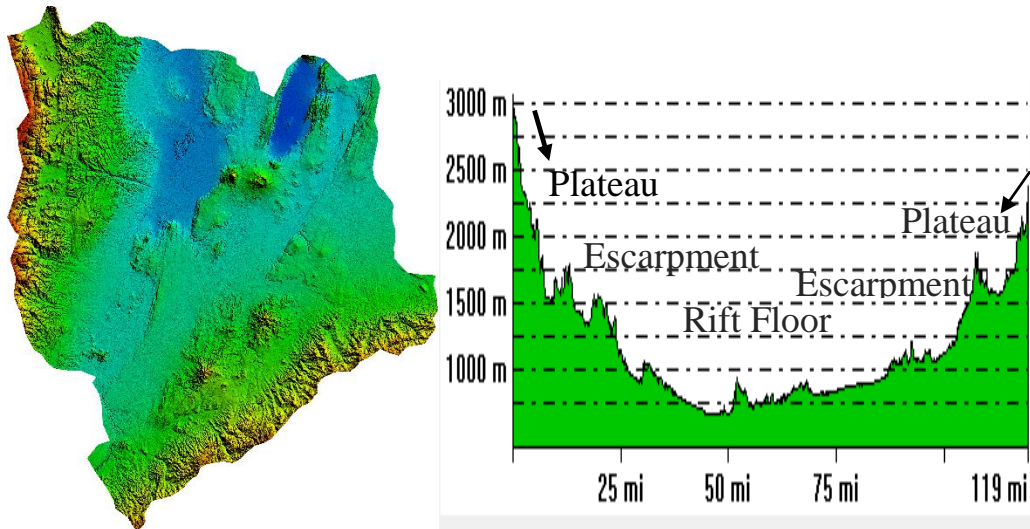 3000 m
2500 m
Plateau
Plateau
2000 m
Escarpment
Escarpment
1500 m
Rift Floor
1000 m
25 mi
50 mi
75 mi
119 mi